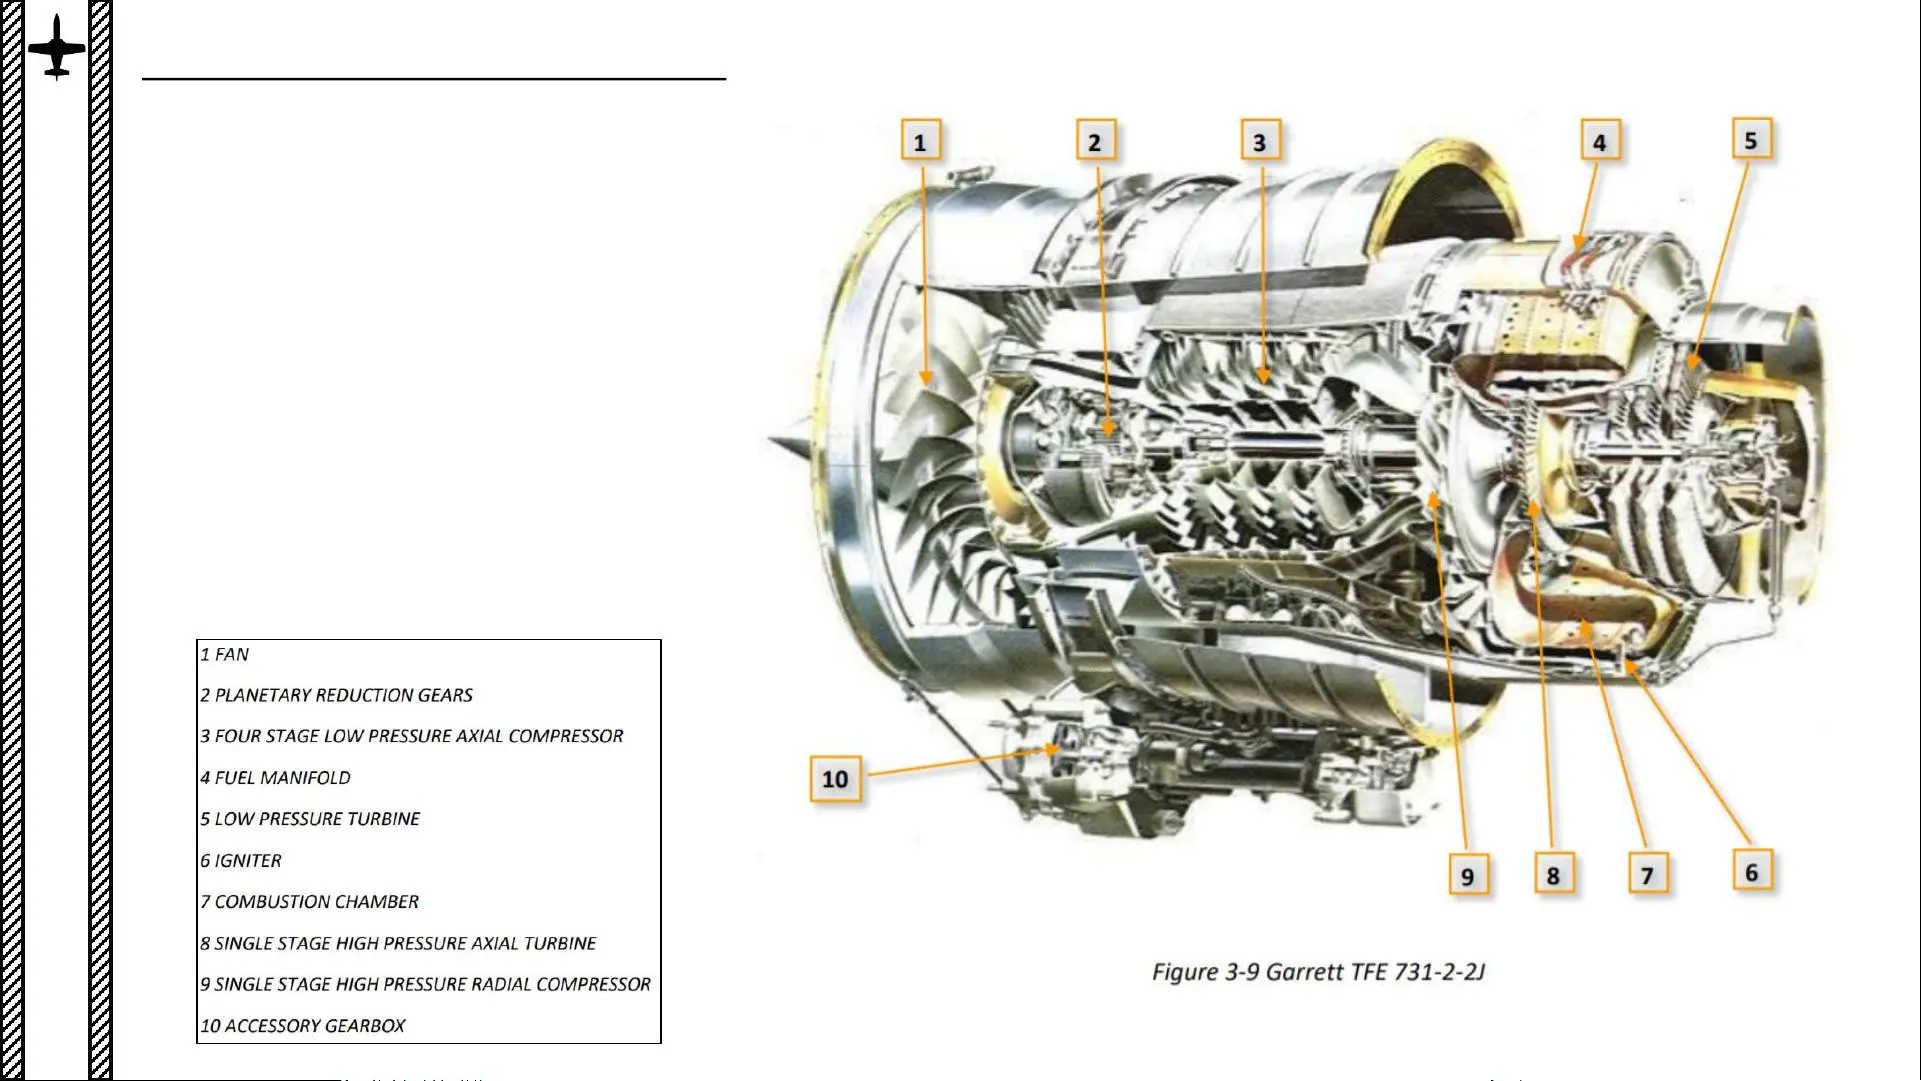 1
2
3
4
5
1 FAN
2 PLANETARY REDUCTION GEARS
3 FOUR STAGE LOW PRESSURE AXIAL COMPRESSOR
4 FUEL MANIFOLD
5 LOW PRESSURE TURBINE
6 IGNITER
7 COMBUSTION CHAMBER
8 SINGLE STAGE HIGH PRESSURE AXIAL TURBINE
9 SINGLE STAGE HIGH PRESSURE RADIAL COMPRESSOR
10 ACCESSORY GEARBOX
10
9
8
7
6
Figure 3-9 Garrett TFE 731-2-2J